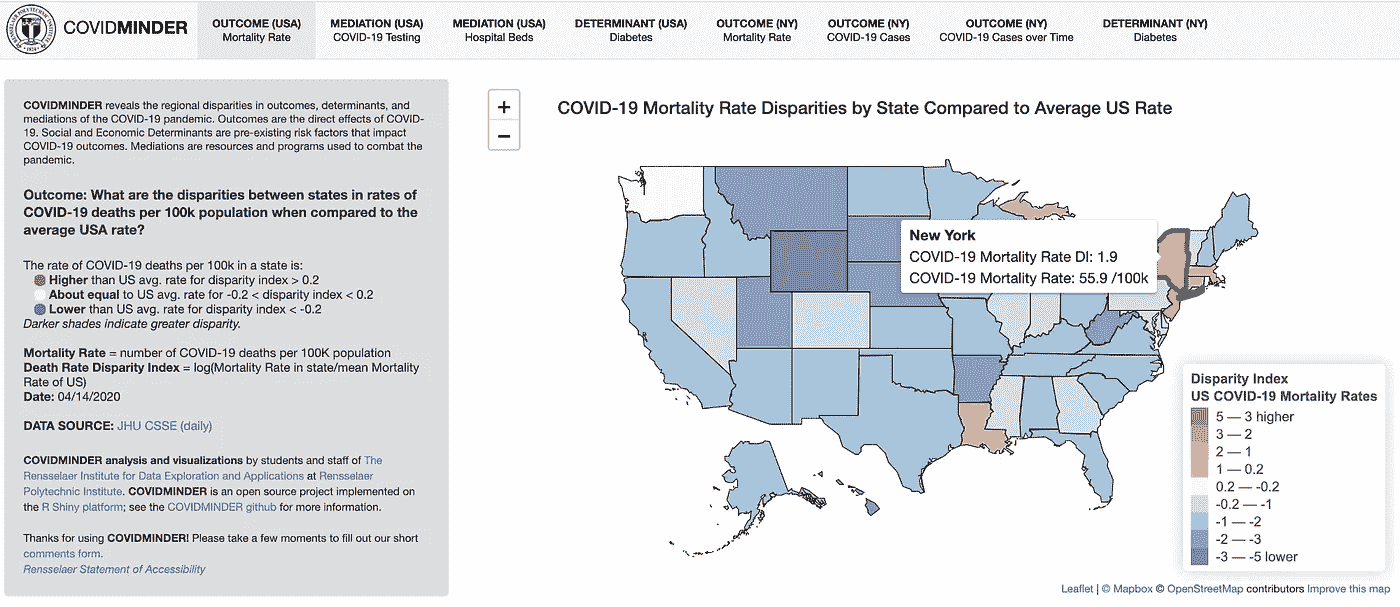 COVIDMINDER
OUTCOME (USA)
Mortality Rate
MEDIATION (USA)
COVID-19 Testing
MEDIATION (USA)
Hospital Beds
DETERMINANT (USA)
Diabetes
OUTCOME (NY)
Mortality Rate
OUTCOME (NY)
COVID-19 Cases
OUTCOME (NY)
COVID-19 Cases over Time
DETERMINANT (NY)
Diabetes
COVIDMINDER reveals the regional disparities in outcomes, determinants, and
mediations of the COVID-19 pandemic. Outcomes are the direct effects of COVID-
19. Social and Economic Determinants are pre-existing risk factors that impact
COVID-19 outcomes. Mediations are resources and programs used to combat the
pandemic.
Outcome: What are the disparities between states in rates of
COVID-19 deaths per 100k population when compared to the
average USA rate?
The rate of COVID-19 deaths per 100k in a state is:
Higher than US avg. rate for disparity index > 0.2
About equal to US avg. rate for -0.2 < disparity index < 0.2
Lower than US avg. rate for disparity index < -0.2
Darker shades indicate greater disparity.
Mortality Rate = number of COVID-19 deaths per 100K population
Death Rate Disparity Index = log(Mortality Rate in state/mean Mortality
Rate of US)
Date: 04/14/2020
DATA SOURCE: JHU CSSE (daily)
COVIDMINDER analysis and visualizations by students and staff of The
Rensselaer Institute for Data Exploration and Applications at Rensselaer
Polytechnic Institute. COVIDMINDER is an open source project implemented on
the R Shiny platform; see the COVIDMINDER github for more information.
Thanks for using COVIDMINDER! Please take a few moments to fill out our short
comments form.
Rensselaer Statement of Accessibility
+
−
COVID-19 Mortality Rate Disparities by State Compared to Average US Rate
New York
COVID-19 Mortality Rate DI: 1.9
COVID-19 Mortality Rate: 55.9 /100k
Disparity Index
US COVID-19 Mortality Rates
5 — 3 higher
3 — 2
2 — 1
1 — 0.2
0.2 — -0.2
-0.2 — -1
-1 — -2
-2 — -3
-3 — -5 lower
Leaflet | © Mapbox © OpenStreetMap contributors Improve this map